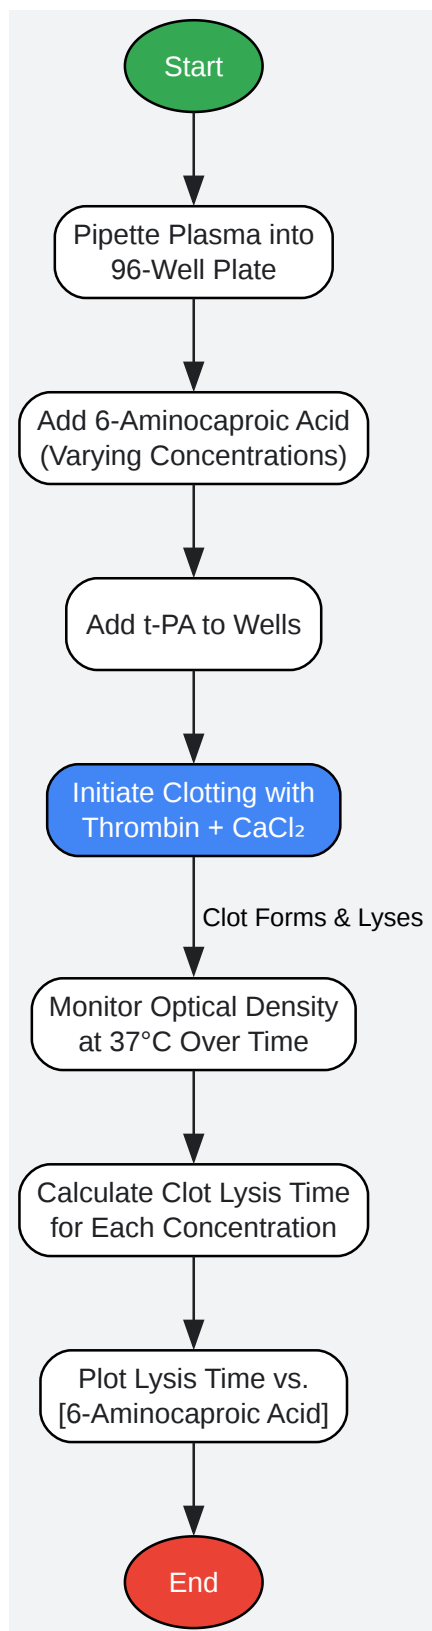 Start
Pipette Plasma into
96-Well Plate
Add 6-Aminocaproic Acid
(Varying Concentrations)
Add t-PA to Wells
Initiate Clotting with
Thrombin + CaCl₂
Clot Forms & Lyses
Monitor Optical Density
at 37°C Over Time
Calculate Clot Lysis Time
for Each Concentration
Plot Lysis Time vs.
[6-Aminocaproic Acid]
End